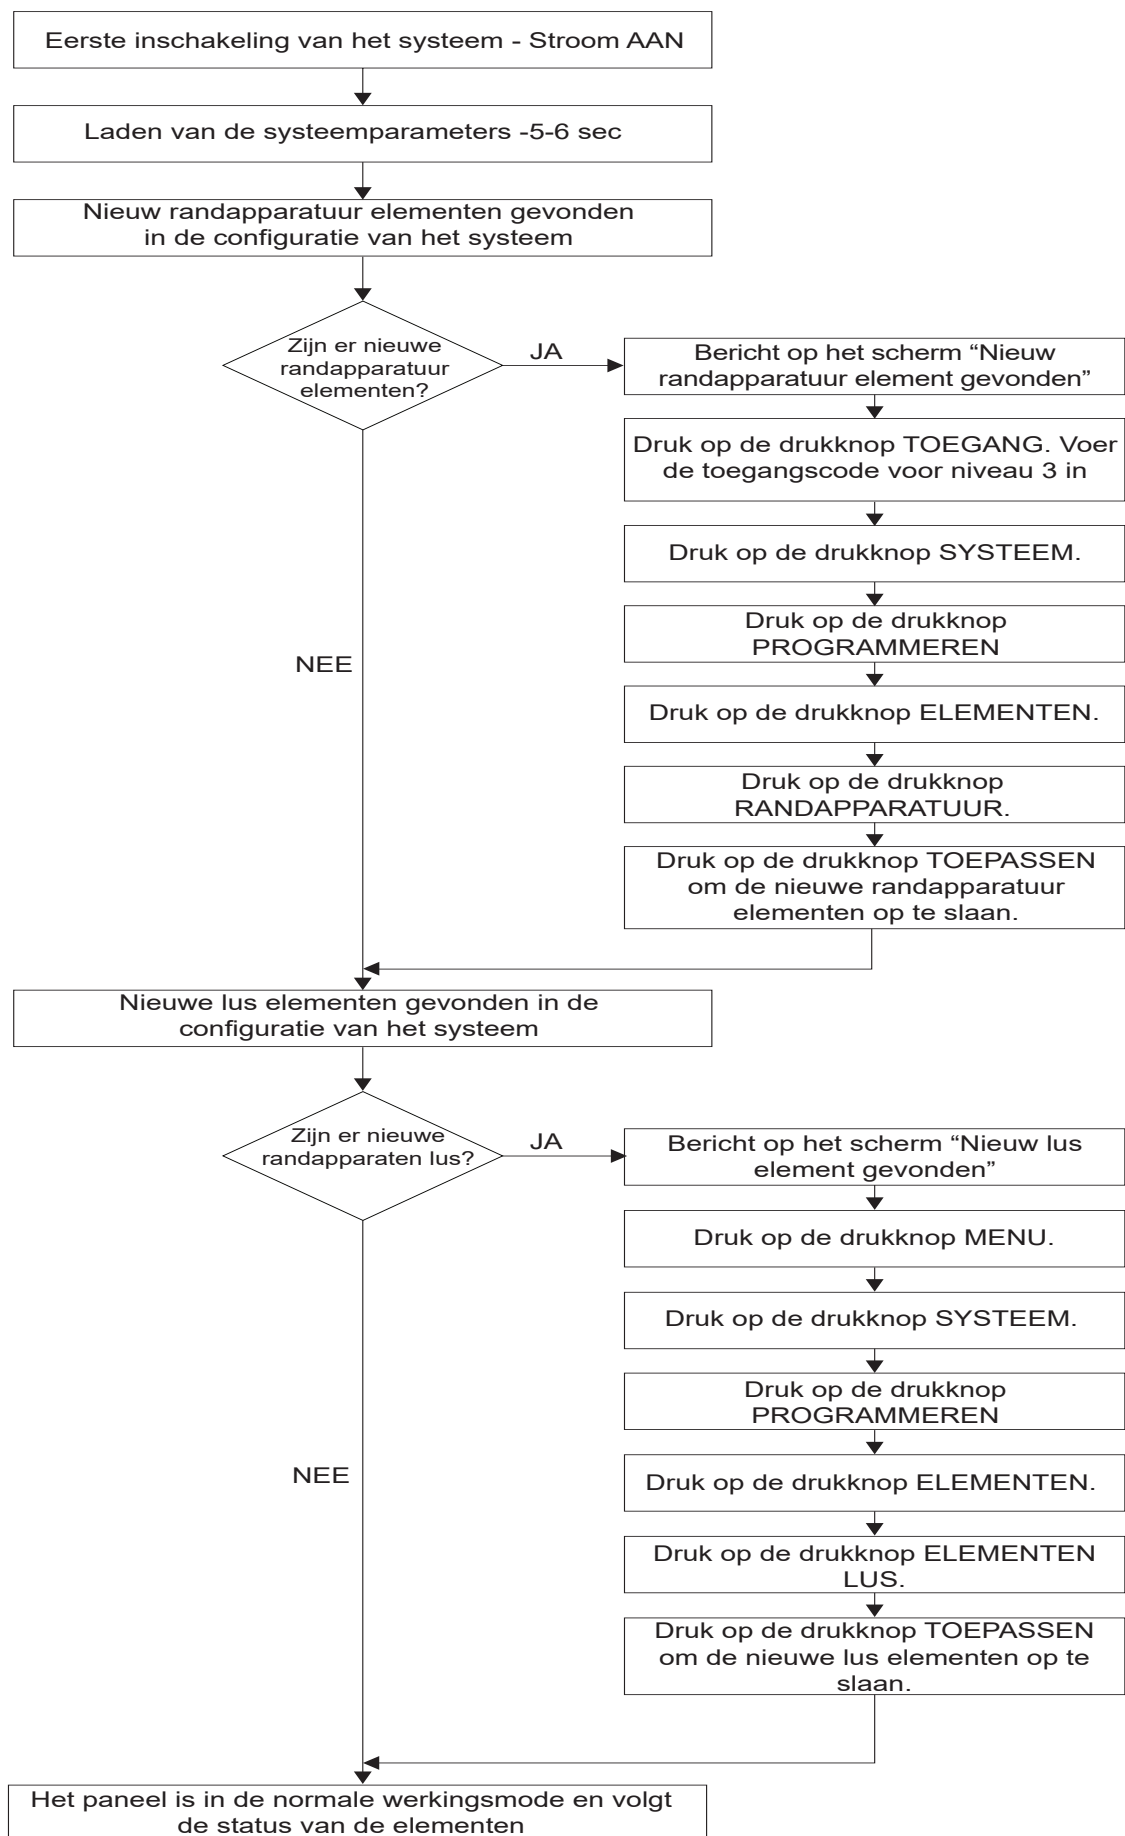 Eerste inschakeling van het systeem - Stroom AAN
Laden van de systeemparameters -5-6 sec
Nieuw randapparatuur elementen gevonden
in de configuratie van het systeem
Zijn er nieuwe
randapparatuur
elementen?
JA
Bericht op het scherm “Nieuw
randapparatuur element gevonden”
Druk op de drukknop TOEGANG. Voer
de toegangscode voor niveau 3 in
Druk op de drukknop SYSTEEM.
Druk op de drukknop
PROGRAMMEREN
NEE
Druk op de drukknop ELEMENTEN.
Druk op de drukknop
RANDAPPARATUUR.
Druk op de drukknop TOEPASSEN
om de nieuwe randapparatuur
elementen op te slaan.
Nieuwe lus elementen gevonden in de
configuratie van het systeem
Zijn er nieuwe
randapparaten lus?
JA
Bericht op het scherm “Nieuw lus
element gevonden”
Druk op de drukknop MENU.
Druk op de drukknop SYSTEEM.
Druk op de drukknop
PROGRAMMEREN
NEE
Druk op de drukknop ELEMENTEN.
Druk op de drukknop ELEMENTEN
LUS.
Druk op de drukknop TOEPASSEN
om de nieuwe lus elementen op te
slaan.
Het paneel is in de normale werkingsmode en volgt
de status van de elementen